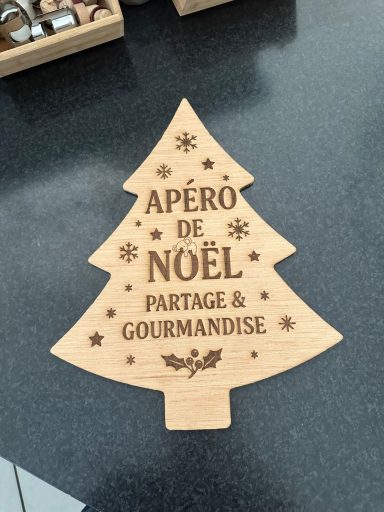 APÉRO
DE
NOËL
PARTAGE &
GOURMANDISE